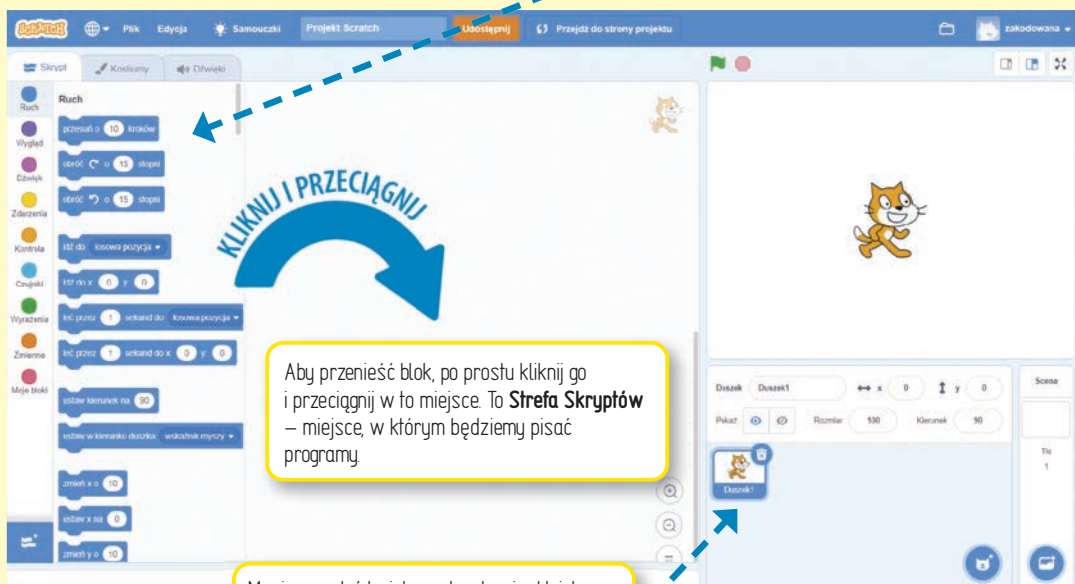 SCRATCH Plik Edycja Samouczki Projekt Scratch Udostępnij Przejdź do strony projektu zakodowana
Skrypt Kostiumy Dźwięki
Ruch
Wygląd
Dźwięk
Zdarzenia
Kontrola
Czujniki
Wyrażenia
Zmienne
Moje bloki
Ruch
przesuń o 10 kroków
obróć o 15 stopni
obróć o 15 stopni
idź do losowa pozycja
idź do x: 0 y: 0
leć przez 1 sekund do losowa pozycja
leć przez 1 sekund do x: 0 y: 0
ustaw kierunek na 90
ustaw w kierunku duszka wskaźnik myszy
zmień x o 10
ustaw x na 0
zmień y o 10
KLIKNIJ I PRZECIĄGNIJ
Aby przenieść blok, po prostu kliknij go
i przeciągnij w to miejsce. To Strefa Skryptów
– miejsce, w którym będziemy pisać
programy.
Duszek Duszek1 x 0 y 0
Pokaż Rozmiar 100 Kierunek 90
Duszek1
Scena
Tła
1